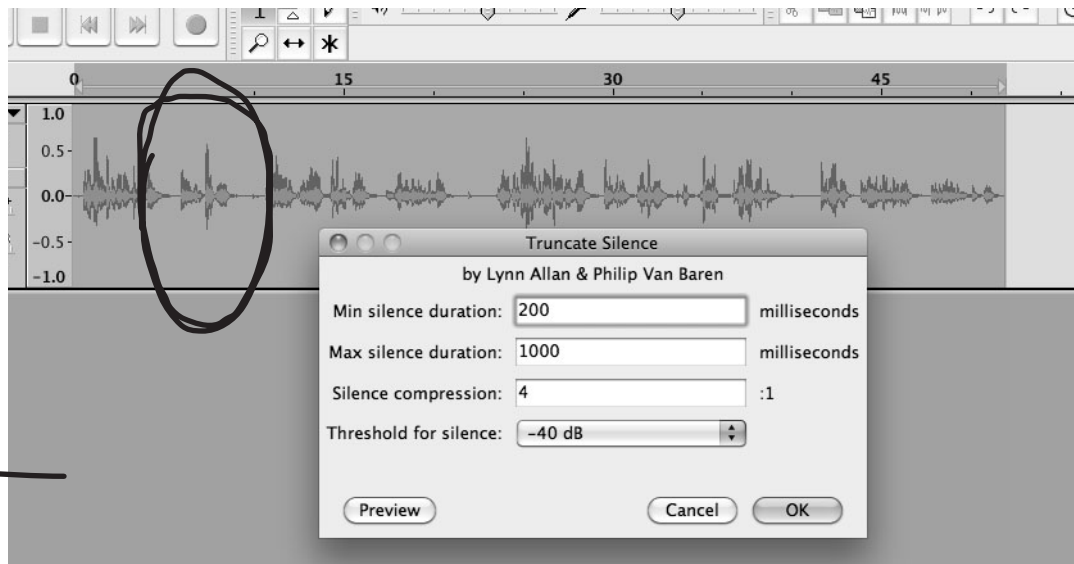 0 15 30 45
1.0
0.5
0.0
-0.5
-1.0
Truncate Silence
by Lynn Allan & Philip Van Baren
Min silence duration: 200 milliseconds
Max silence duration: 1000 milliseconds
Silence compression: 4 :1
Threshold for silence: -40 dB
Preview Cancel OK